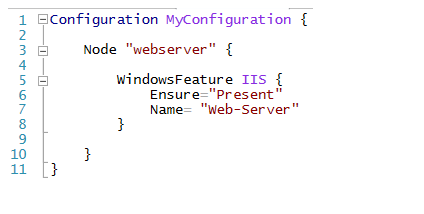 1 Configuration MyConfiguration {
2
3 Node "webserver" {
4
5 WindowsFeature IIS {
6 Ensure="Present"
7 Name= "Web-Server"
8 }
9
10 }
11 }